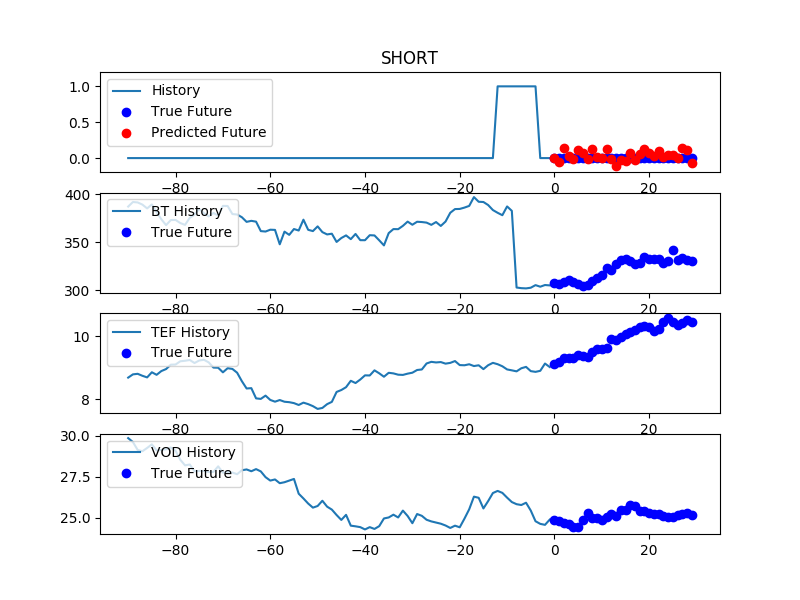 SHORT
1.0
0.5
0.0
History
True Future
Predicted Future
−80 −60 −40 −20 0 20
400
350
300
BT History
True Future
−80 −60 −40 −20 0 20
10
8
TEF History
True Future
−80 −60 −40 −20 0 20
30.0
27.5
25.0
VOD History
True Future
−80 −60 −40 −20 0 20